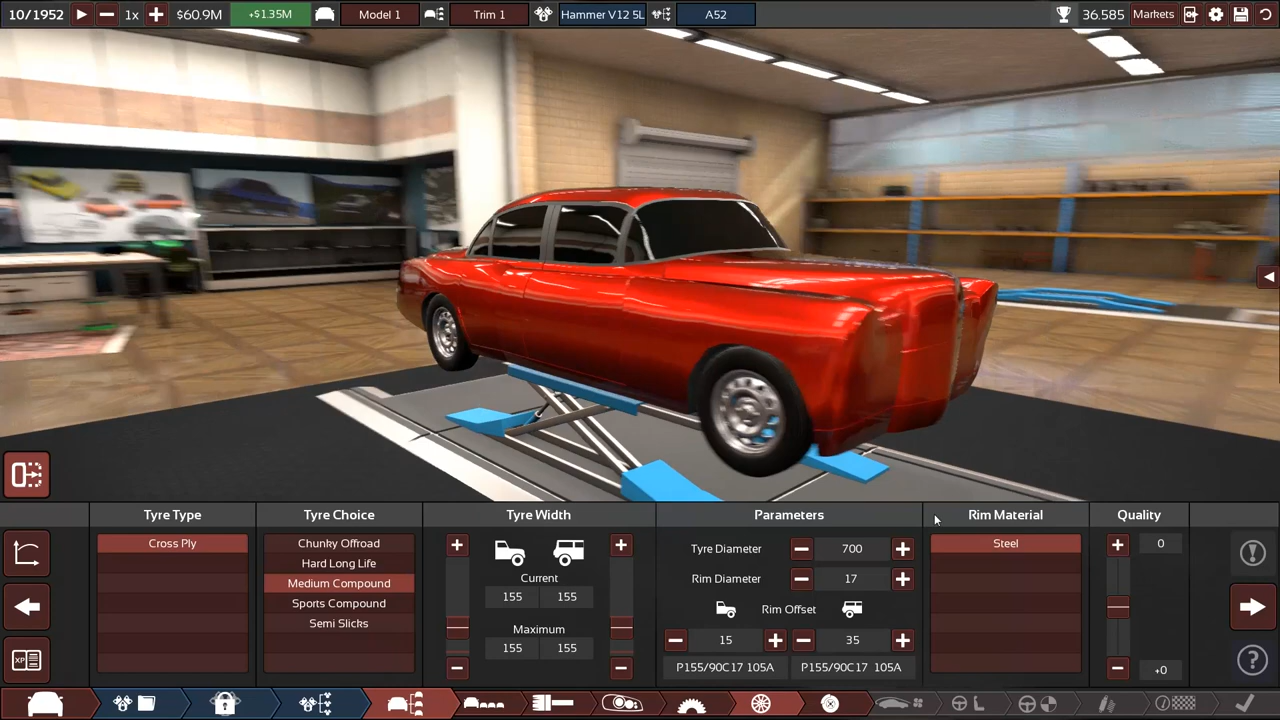 10/1952 1x $60.9M +$1.35M Model 1 Trim 1 Hammer V12 5L A52 36.585 Markets
Tyre Type
Cross Ply
Tyre Choice
Chunky Offroad
Hard Long Life
Medium Compound
Sports Compound
Semi Slicks
Tyre Width
Current
155 155
Maximum
155 155
Parameters
Tyre Diameter 700
Rim Diameter 17
Rim Offset
15 35
P155/90C17 105A P155/90C17 105A
Rim Material
Steel
Quality
0
+0
XP